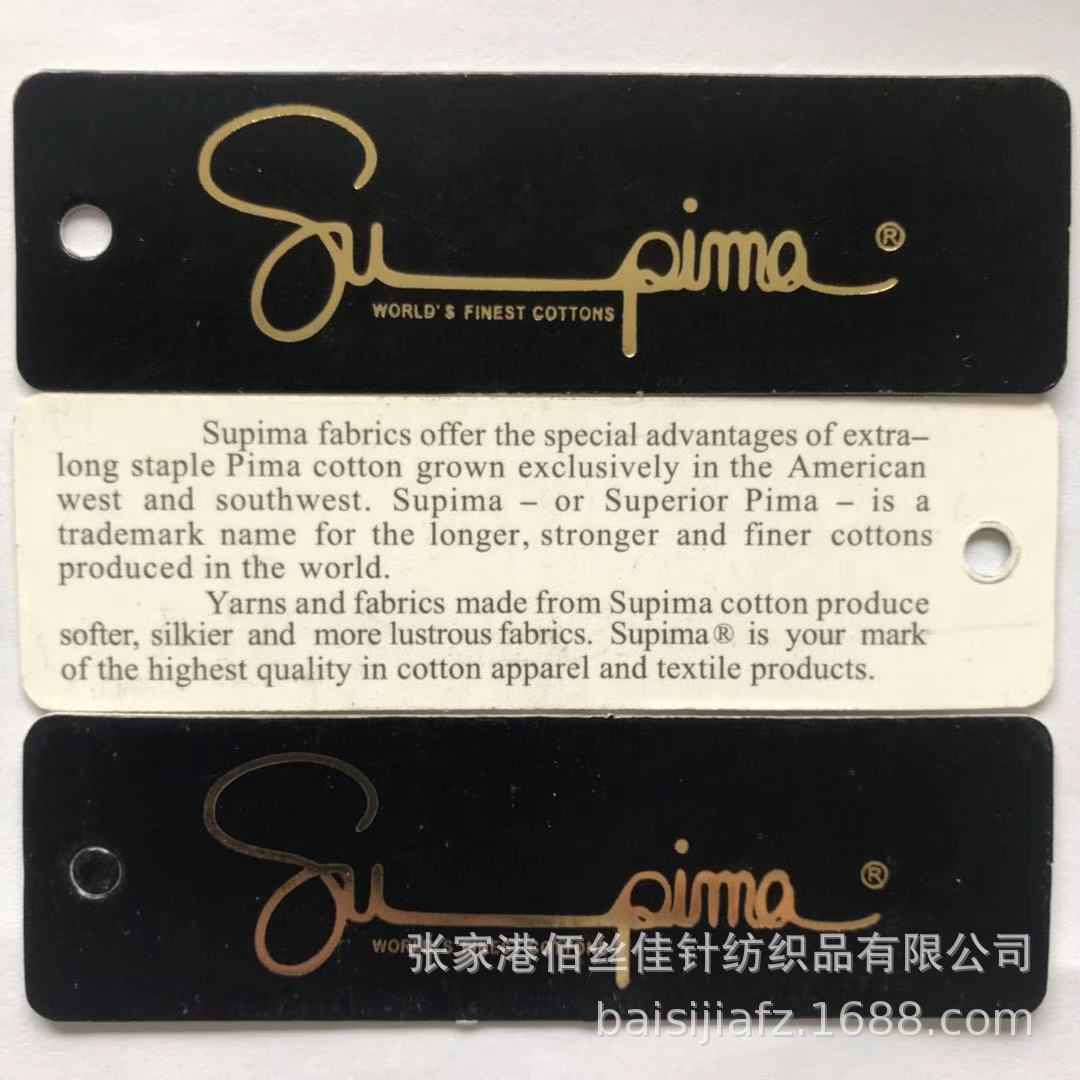 Supima®
WORLD'S FINEST COTTONS
Supima fabrics offer the special advantages of extra–
long staple Pima cotton grown exclusively in the American
west and southwest. Supima – or Superior Pima – is a
trademark name for the longer, stronger and finer cottons
produced in the world.
Yarns and fabrics made from Supima cotton produce
softer, silkier and more lustrous fabrics. Supima® is your mark
of the highest quality in cotton apparel and textile products.
Supima®
WORLD'S FINEST COTTONS
张家港佰丝佳针纺织品有限公司
baisijiafz.1688.com